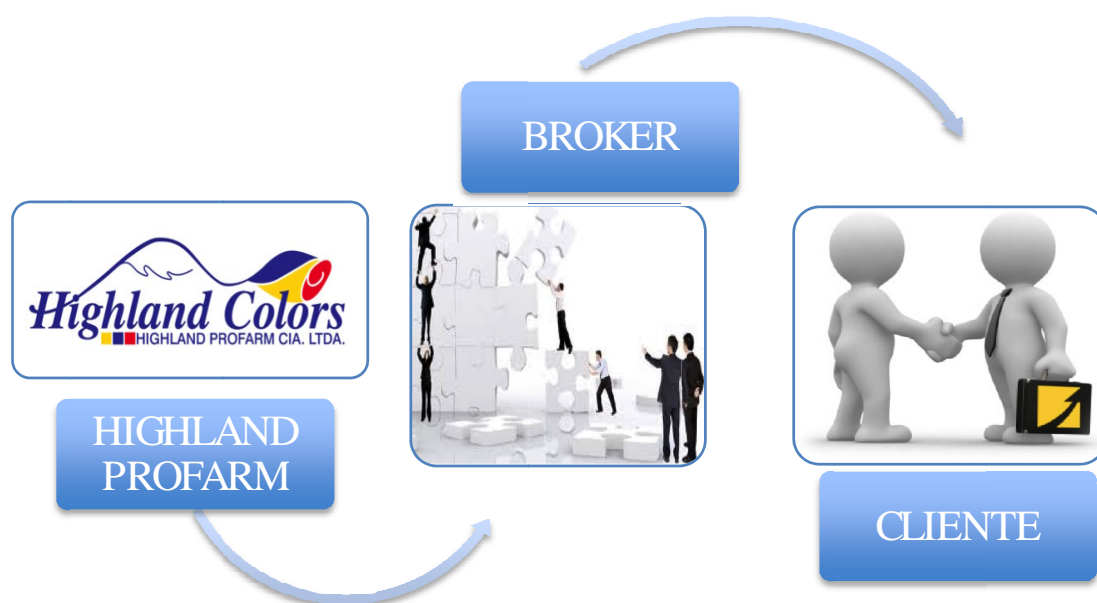 BROKER
Highland Colors
HIGHLAND PROFARM CIA. LTDA.
HIGHLAND
PROFARM
CLIENTE